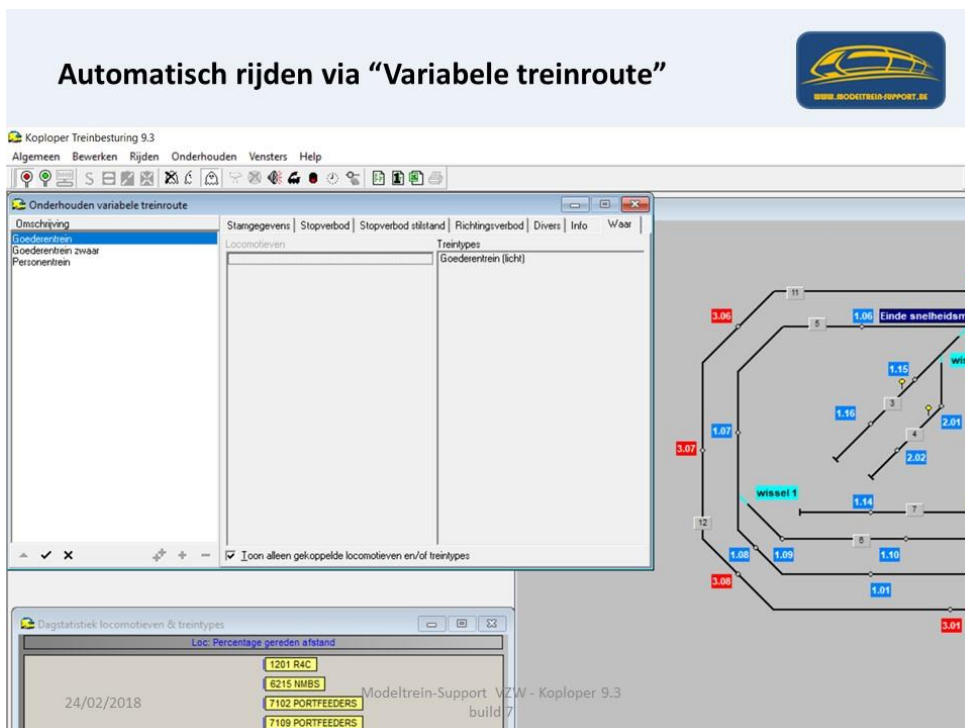 Automatisch rijden via “Variabele treinroute”
WWW.MODELTREIN-SUPPORT.BE
Koploper Treinbesturing 9.3
Algemeen Bewerken Rijden Onderhouden Vensters Help
Onderhouden variabele treinroute
Omschrijving
Goederentrein
Goederentrein zwaar
Personentrein
Stamgegevens Stopverbod Stopverbod stilstand Richtingsverbod Divers Info Waar
Locomotieven
Treintypes
Goederentrein (licht)
Toon alleen gekoppelde locomotieven en/of treintypes
11
3.06
5
1.06
Einde snelheidsm
wis
1.15
3
1.16
4
2.01
1.07
3.07
2.02
wissel 1
1.14
7
12
6
1.08
1.09
1.10
3.08
1.01
3.01
Dagstatistiek locomotieven & treintypes
Loc: Percentage gereden afstand
1201 R4C
6215 NMBS
7102 PORTFEEDERS
7109 PORTFEEDERS
24/02/2018
Modeltrein-Support VZW - Koploper 9.3
build 7